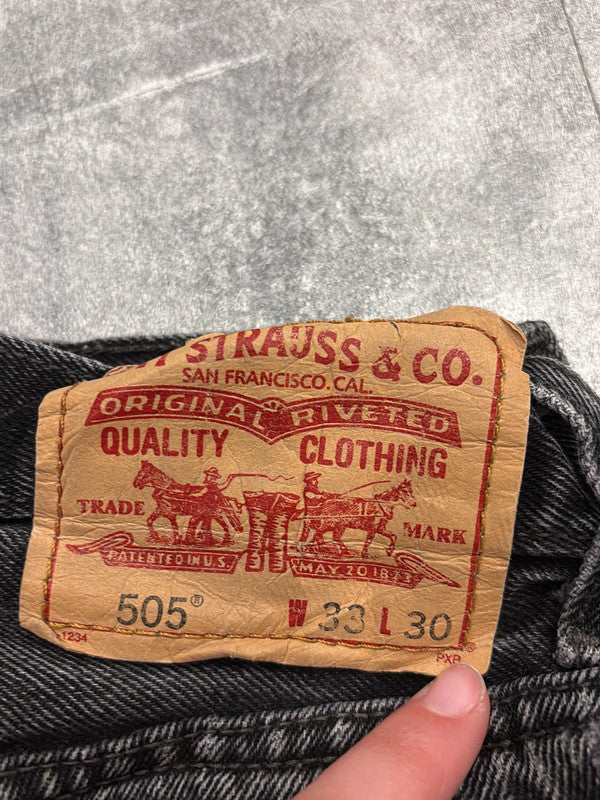 STRAUSS & CO.
SAN FRANCISCO. CAL.
ORIGINAL RIVETED
QUALITY CLOTHING
TRADE MARK
PATENTED IN U.S. MAY 20 1873
505® W 33 L 30
1234 ®
PXR